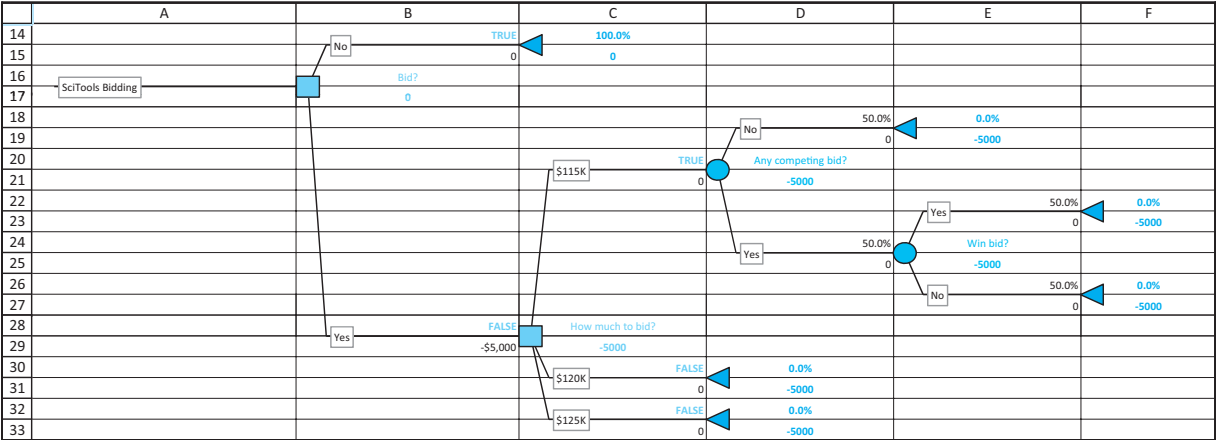 A B C D E F
14 TRUE 100.0%
No
15 0 0
16 Bid?
SciTools Bidding
17 0
18 50.0% 0.0%
No
19 0 -5000
20 TRUE Any competing bid?
$115K
21 0 -5000
22 50.0% 0.0%
Yes
23 0 -5000
24 50.0% Win bid?
Yes
25 0 -5000
26 50.0% 0.0%
No
27 0 -5000
28 FALSE How much to bid?
Yes
29 -$5,000 -5000
30 FALSE 0.0%
$120K
31 0 -5000
32 FALSE 0.0%
$125K
33 0 -5000